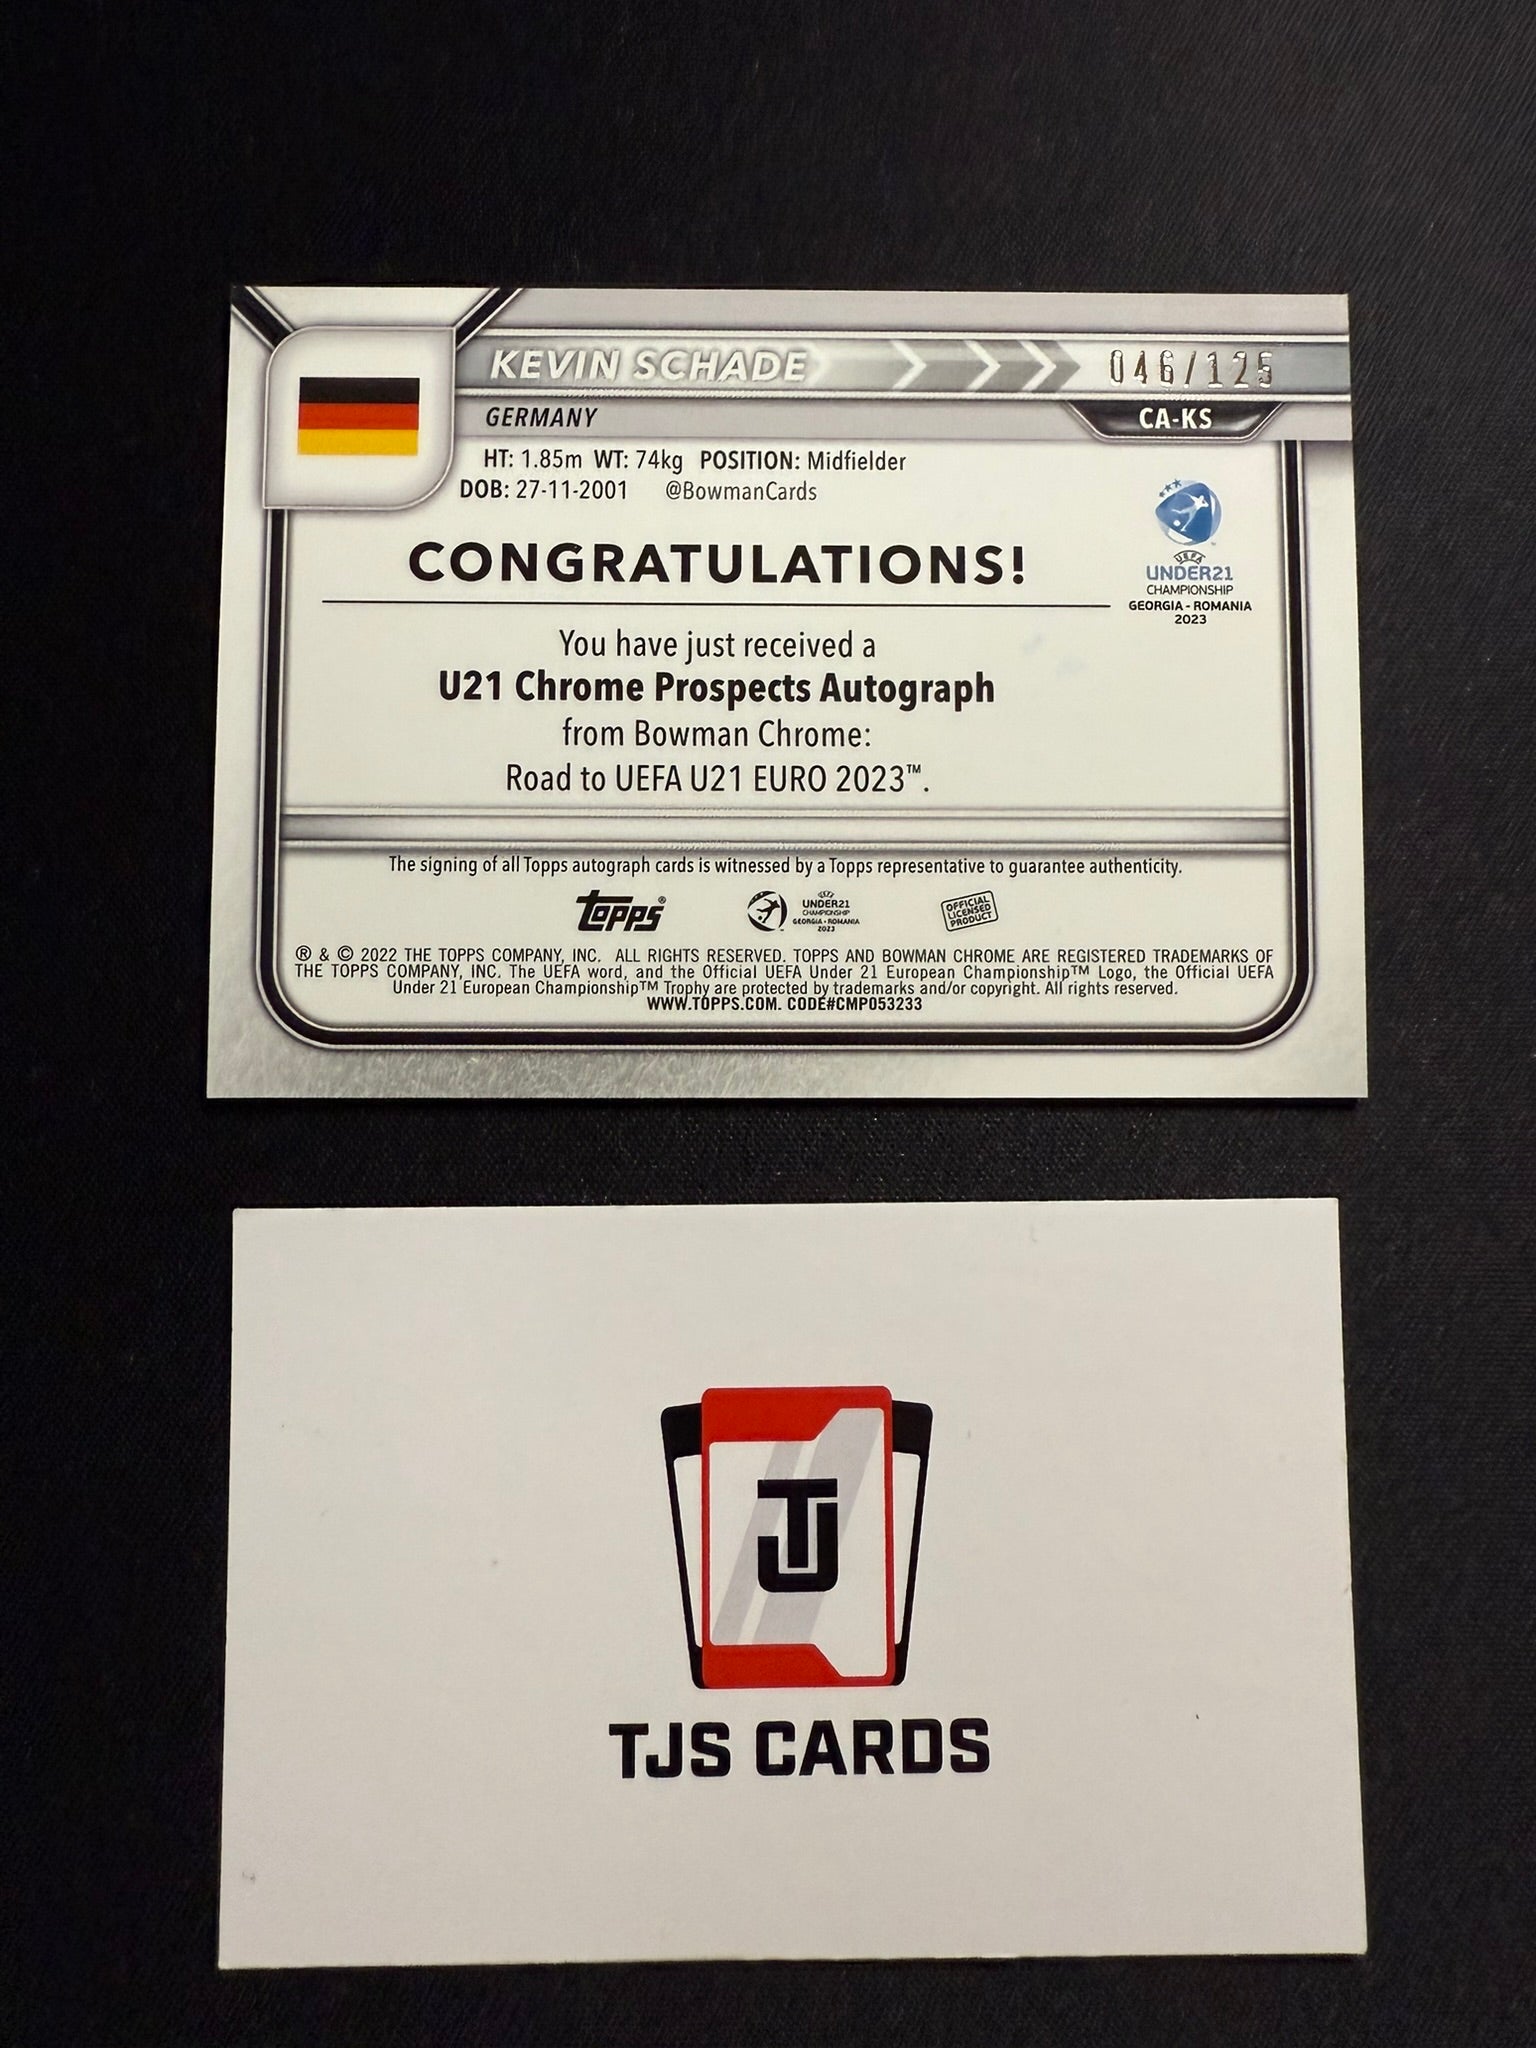 KEVIN SCHADE
046/125
GERMANY
CA-KS
HT: 1.85m WT: 74kg POSITION: Midfielder
DOB: 27-11-2001 @BowmanCards
UEFA
UNDER21
CHAMPIONSHIP
GEORGIA - ROMANIA
2023
CONGRATULATIONS!
You have just received a
U21 Chrome Prospects Autograph
from Bowman Chrome:
Road to UEFA U21 EURO 2023™.
The signing of all Topps autograph cards is witnessed by a Topps representative to guarantee authenticity.
Topps®
UEFA
UNDER21
CHAMPIONSHIP
GEORGIA - ROMANIA
2023
OFFICIAL
LICENSED
PRODUCT
® & © 2022 THE TOPPS COMPANY, INC. ALL RIGHTS RESERVED. TOPPS AND BOWMAN CHROME ARE REGISTERED TRADEMARKS OF
THE TOPPS COMPANY, INC. The UEFA word, and the Official UEFA Under 21 European Championship™ Logo, the Official UEFA
Under 21 European Championship™ Trophy are protected by trademarks and/or copyright. All rights reserved.
WWW.TOPPS.COM. CODE#CMP053233
TJ
TJS CARDS